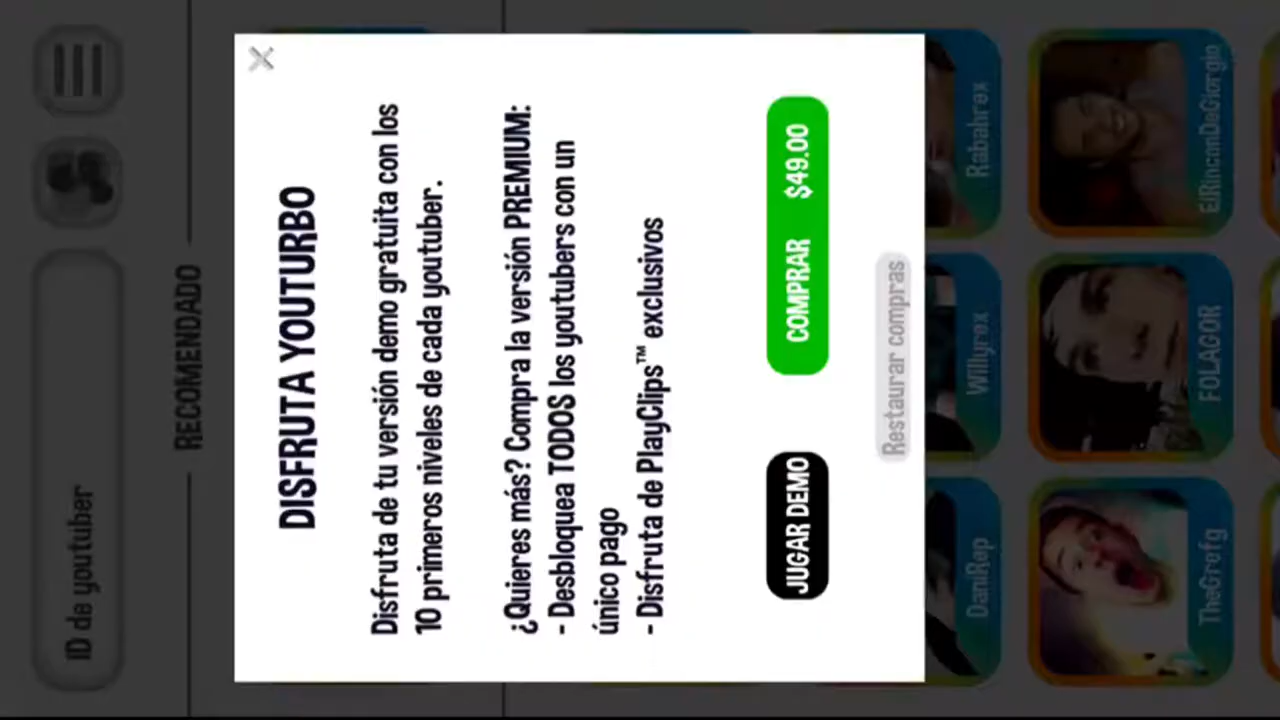 ID de youtuber
RECOMENDADO
DISFRUTA YOUTURBO
Disfruta de tu versión demo gratuita con los
10 primeros niveles de cada youtuber.
¿Quieres más? Compra la versión PREMIUM:
- Desbloquea TODOS los youtubers con un
único pago
- Disfruta de PlayClips™ exclusivos
JUGAR DEMO
COMPRAR $49.00
Restaurar compras
DaniRep
Willyrex
Rabahrex
TheGrefg
FOLAGOR
ElRinconDeGiorgio